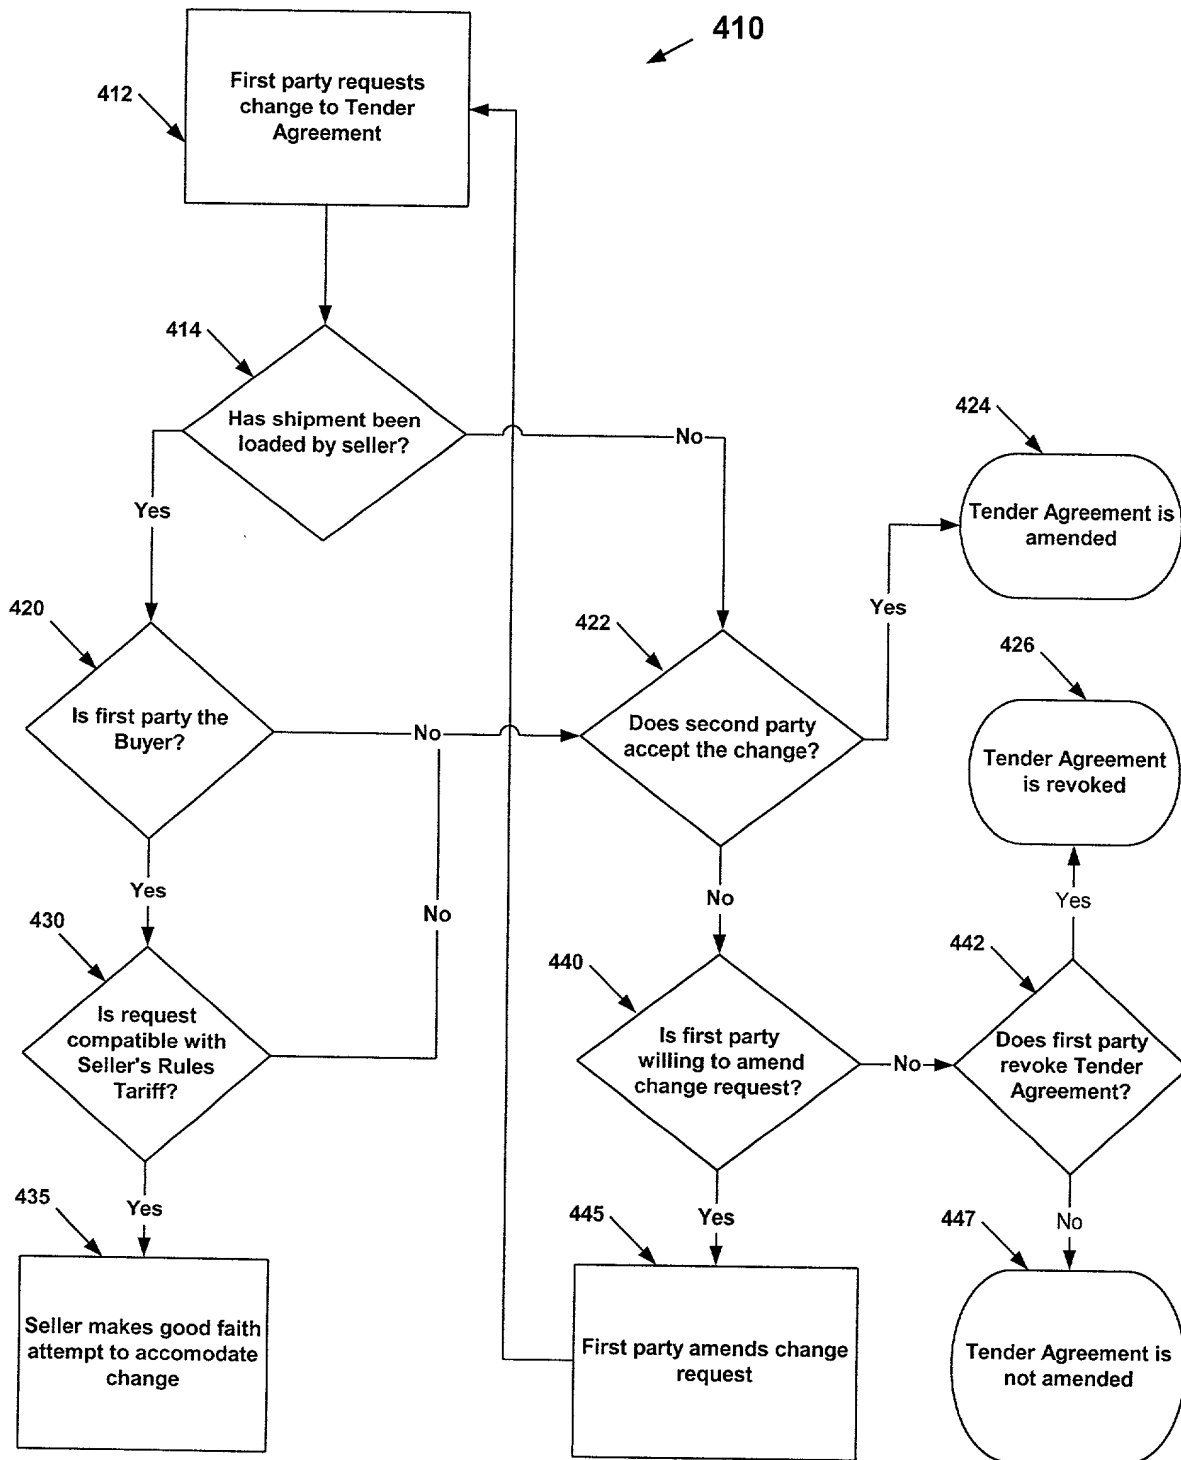 410
412
First party requests
change to Tender
Agreement
414
Has shipment been
loaded by seller?
No
Yes
424
Tender Agreement is
amended
Yes
420
Is first party the
Buyer?
No
422
Does second party
accept the change?
426
Tender Agreement
is revoked
Yes
No
No
Yes
430
Is request
compatible with
Seller's Rules
Tariff?
440
Is first party
willing to amend
change request?
No
442
Does first party
revoke Tender
Agreement?
Yes
Yes
No
435
Seller makes good faith
attempt to accomodate
change
445
First party amends change
request
447
Tender Agreement is
not amended